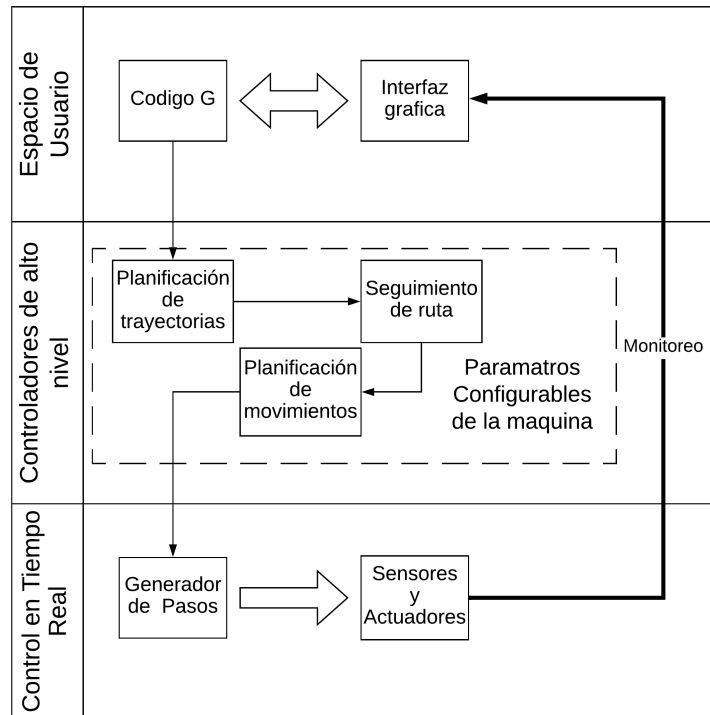 Espacio de
Usuario
Codigo G
Interfaz
grafica
Controladores de alto
nivel
Planificación
de
trayectorias
Seguimiento
de ruta
Planificación
de
movimientos
Paramatros
Configurables
de la maquina
Monitoreo
Control en Tiempo
Real
Generador
de Pasos
Sensores
y
Actuadores